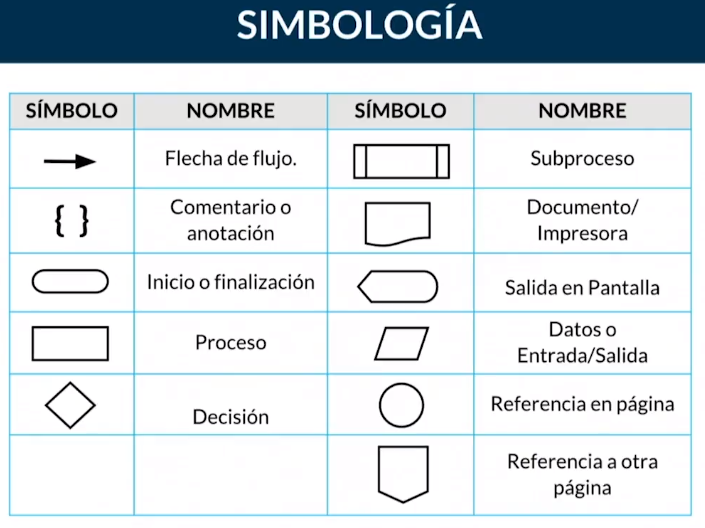 SIMBOLOGÍA
SÍMBOLO NOMBRE SÍMBOLO NOMBRE
Flecha de flujo. Subproceso
{ } Comentario o
anotación
Documento/
Impresora
Inicio o finalización Salida en Pantalla
Proceso
Datos o
Entrada/Salida
Decisión Referencia en página
Referencia a otra
página